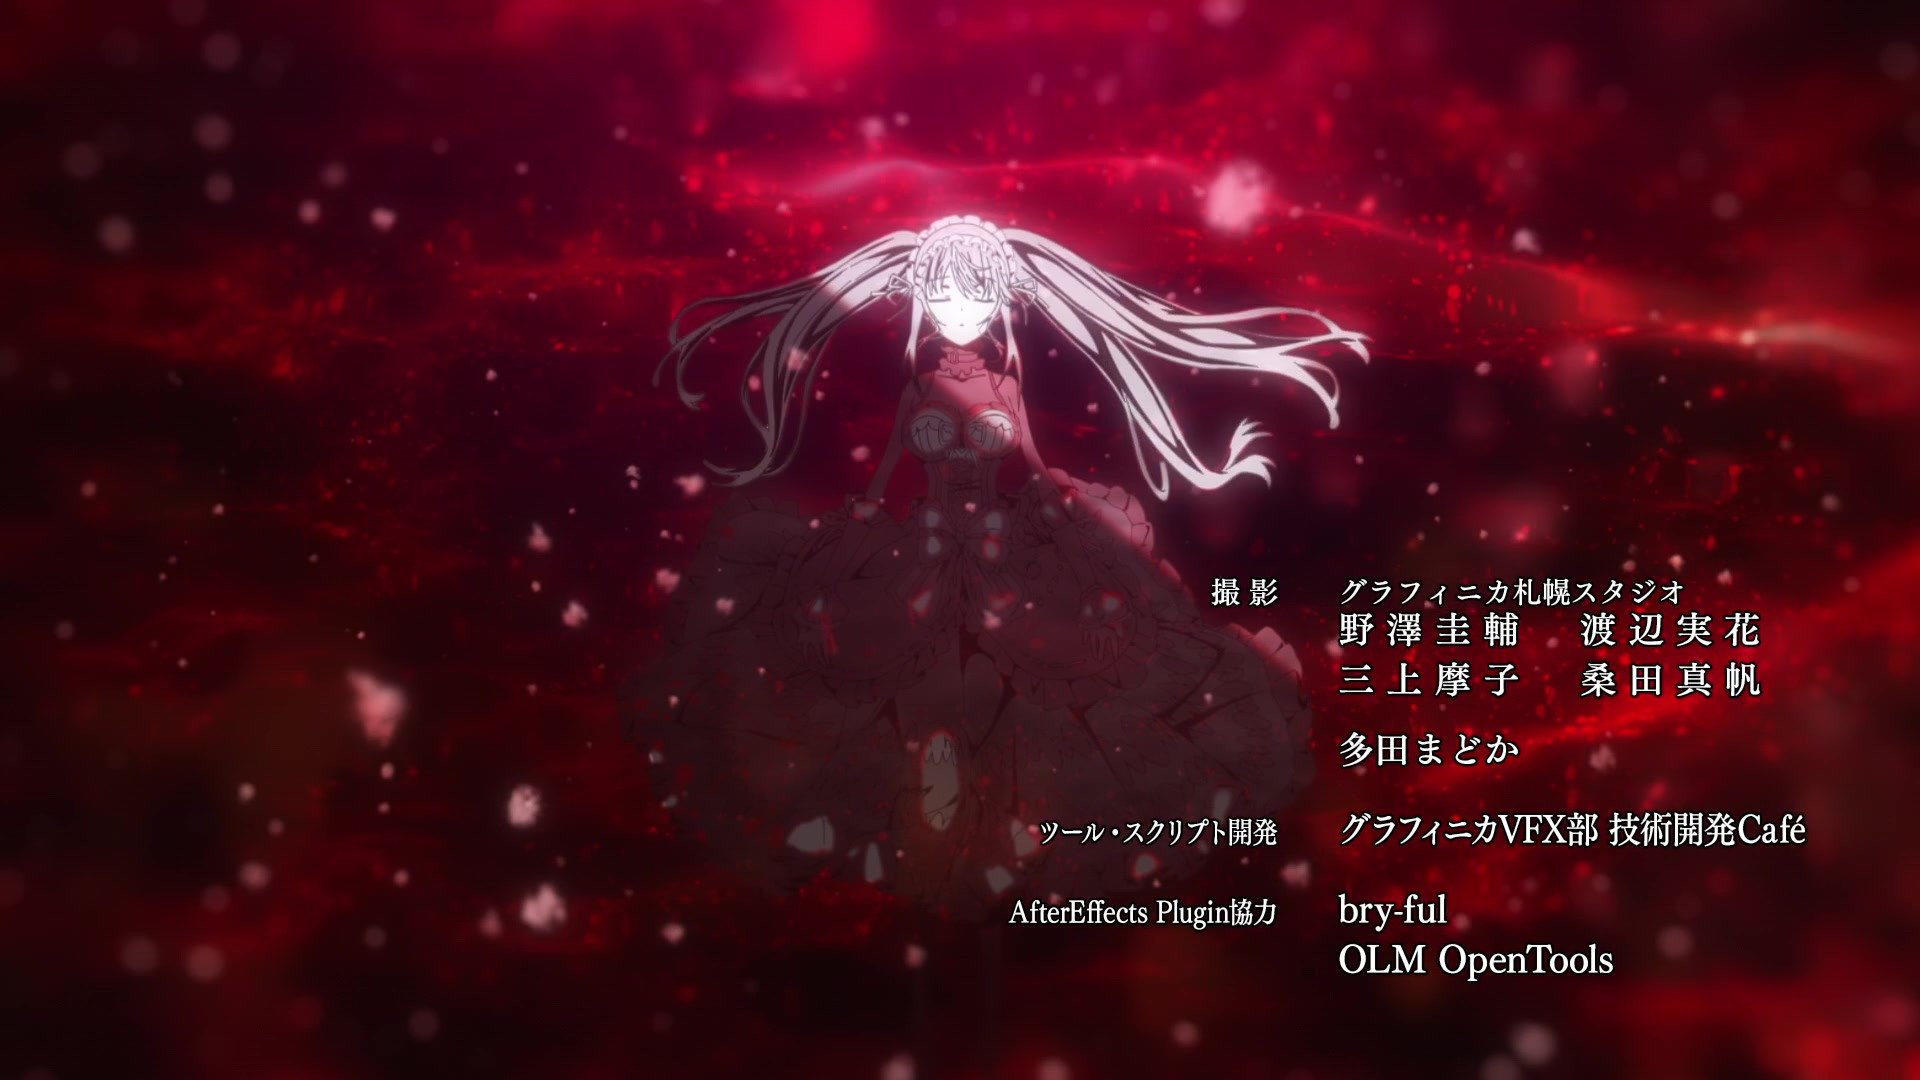 撮影 グラフィニカ札幌スタジオ
野澤圭輔 渡辺実花
三上摩子 桑田真帆
多田まどか
ツール・スクリプト開発 グラフィニカVFX部 技術開発Café
AfterEffects Plugin協力 bry-ful
OLM OpenTools